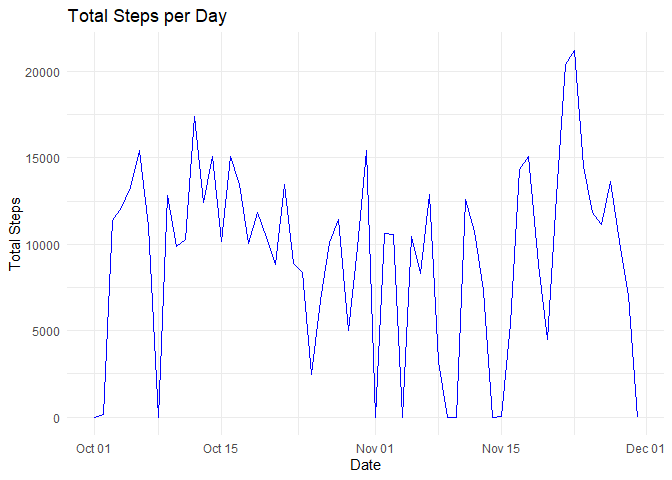 Total Steps per Day
Total Steps
20000
15000
10000
5000
0
Oct 01 Oct 15 Nov 01 Nov 15 Dec 01
Date